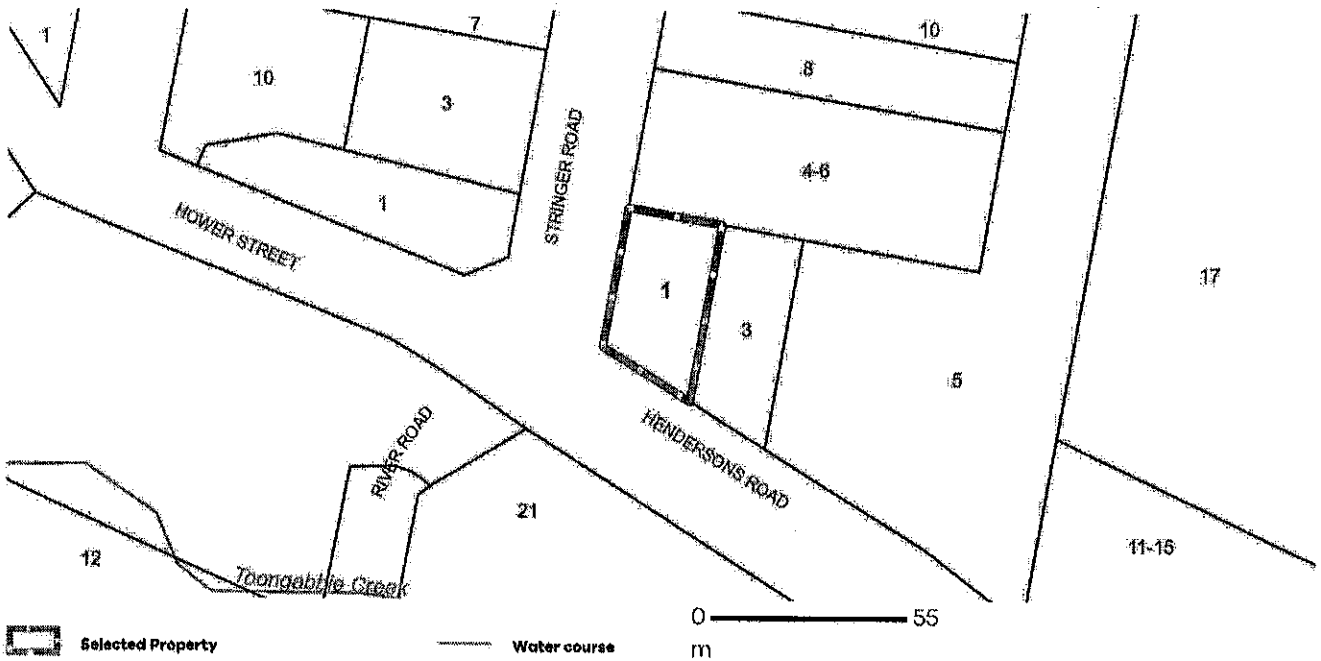 1
7
10
10
3
8
4-6
STRINGER ROAD
1
HOWER STREET
1
3
17
5
HENDERSONS ROAD
RIVER ROAD
21
11-15
12
Toongabbie Creek
0 55
m
Selected Property
Water course